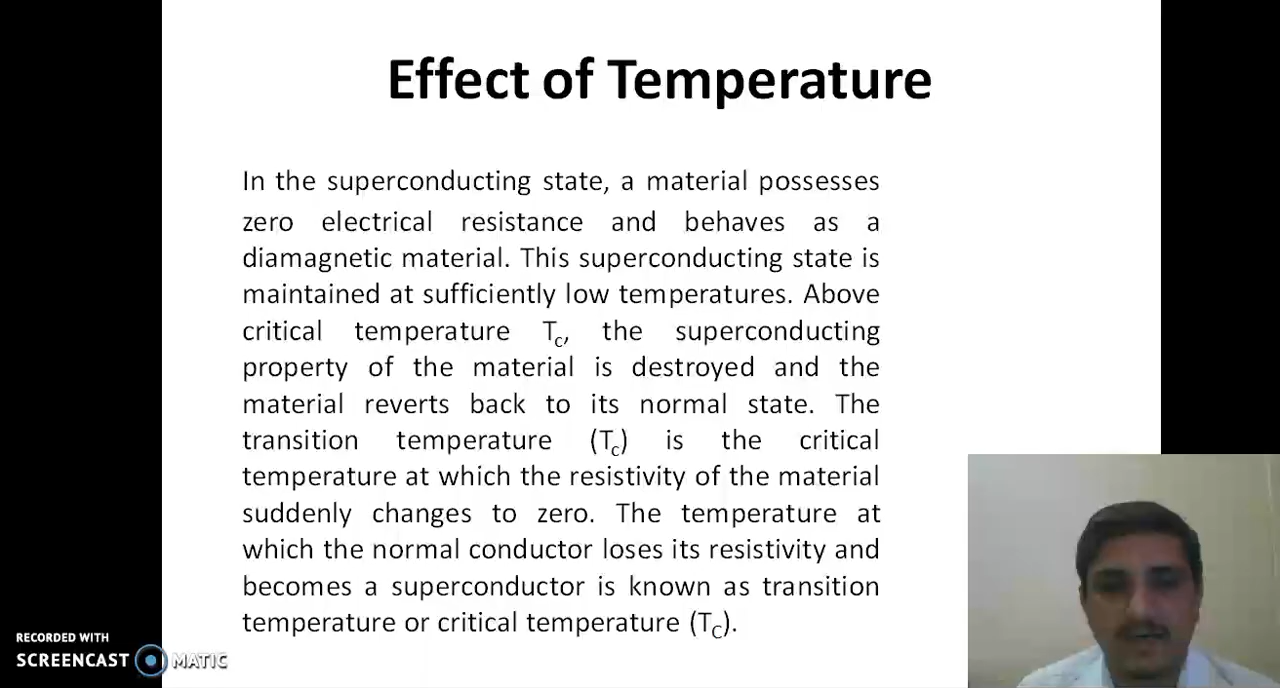 Effect of Temperature
In the superconducting state, a material possesses
zero electrical resistance and behaves as a
diamagnetic material. This superconducting state is
maintained at sufficiently low temperatures. Above
critical temperature Tc, the superconducting
property of the material is destroyed and the
material reverts back to its normal state. The
transition temperature (Tc) is the critical
temperature at which the resistivity of the material
suddenly changes to zero. The temperature at
which the normal conductor loses its resistivity and
becomes a superconductor is known as transition
temperature or critical temperature (TC).
RECORDED WITH
SCREENCAST MATIC